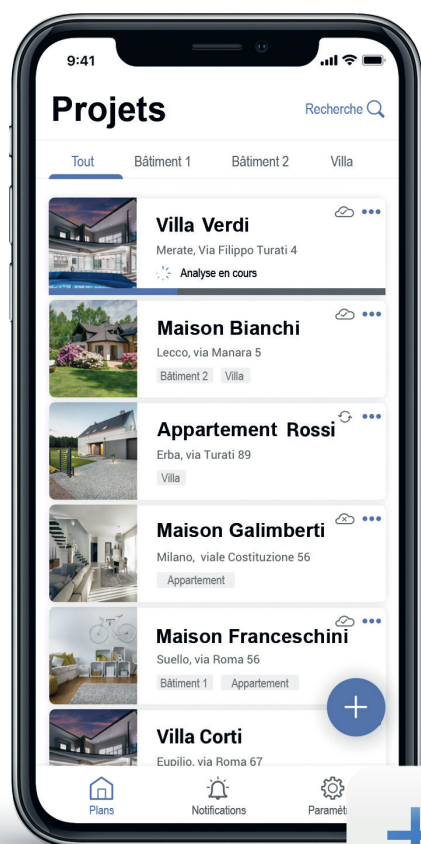 9:41
Projets
Recherche
Tout Bâtiment 1 Bâtiment 2 Villa
Villa Verdi
Merate, Via Filippo Turati 4
Analyse en cours
Maison Bianchi
Lecco, via Manara 5
Bâtiment 2 Villa
Appartement Rossi
Erba, via Turati 89
Villa
Maison Galimberti
Milano, viale Costituzione 56
Appartement
Maison Franceschini
Suello, via Roma 56
Bâtiment 1 Appartement
Villa Corti
Eupilio, via Roma 67
Plans Notifications